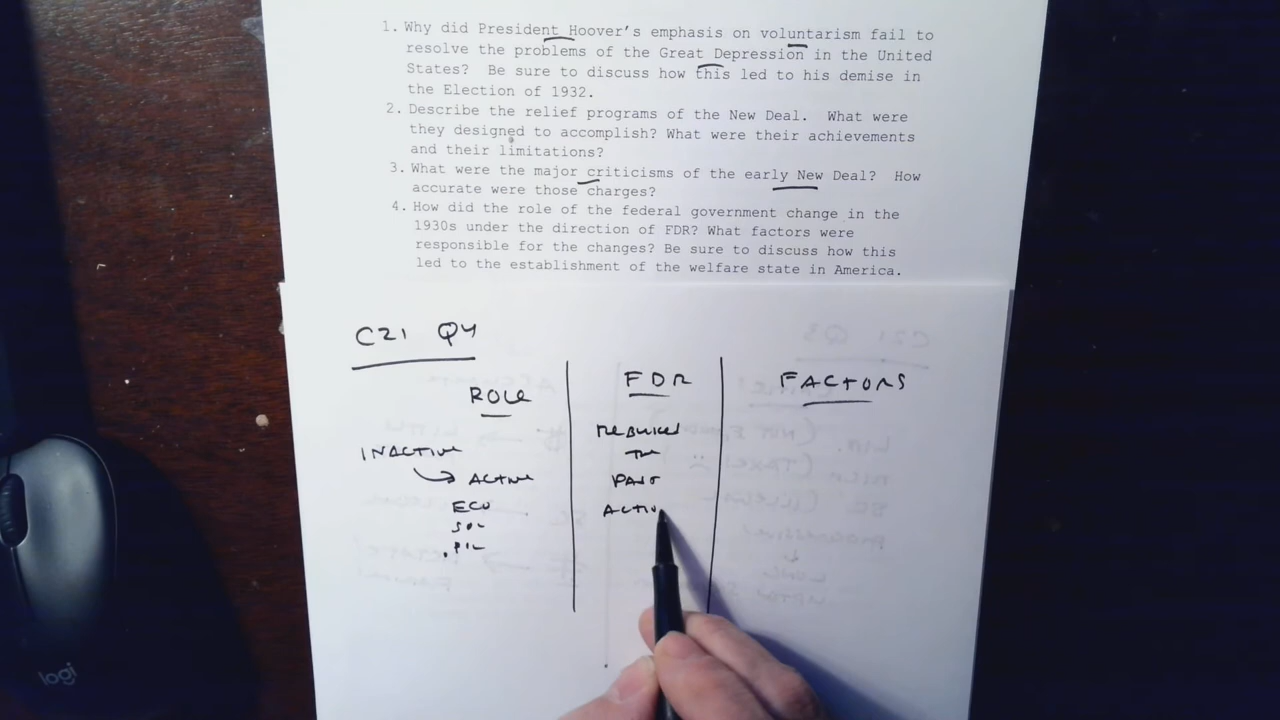 1. Why did President Hoover's emphasis on voluntarism fail to
resolve the problems of the Great Depression in the United
States? Be sure to discuss how this led to his demise in
the Election of 1932.
2. Describe the relief programs of the New Deal. What were
they designed to accomplish? What were their achievements
and their limitations?
3. What were the major criticisms of the early New Deal? How
accurate were those charges?
4. How did the role of the federal government change in the
1930s under the direction of FDR? What factors were
responsible for the changes? Be sure to discuss how this
led to the establishment of the welfare state in America.
C21 Q4
ROLE
FDR
FACTORS
INACTIVE
→ ACTIVE
ECO
SOC
THE
PAST
ACTIV
logi